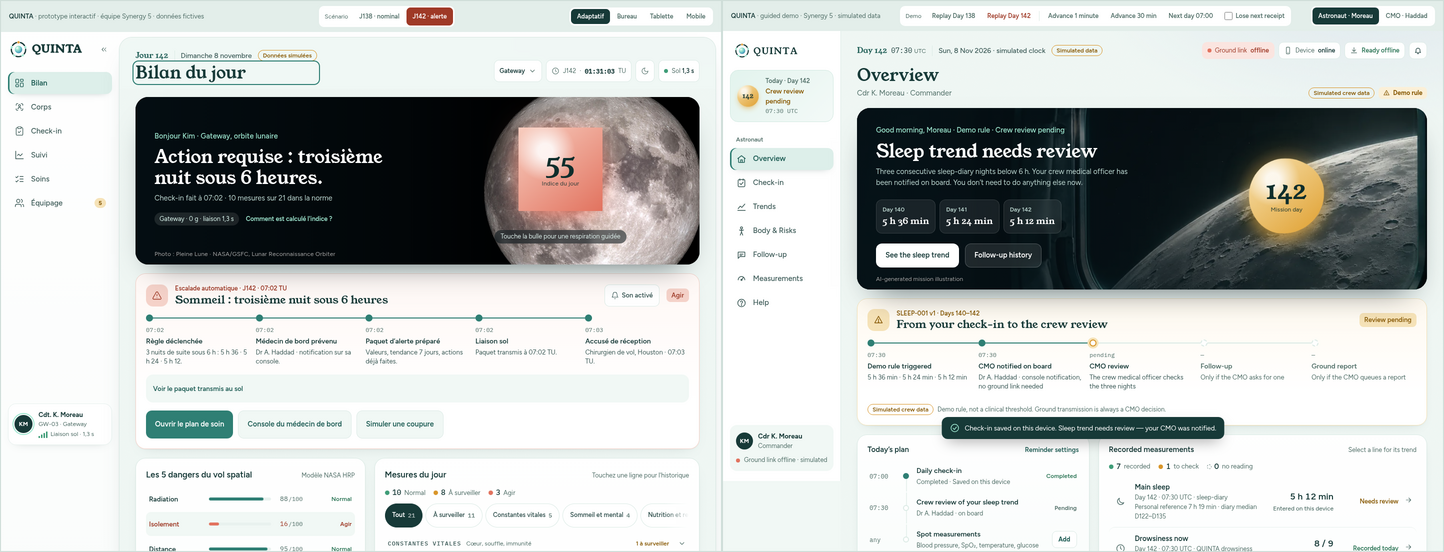 QUINTA · prototype interactif · équipe Synergy 5 · données fictives
Scénario J138 · nominal J142 · alerte
Adaptatif Bureau Tablette Mobile
QUINTA
Bilan
Corps
Check-in
Suivi
Soins
Équipage 5
KM
Cdt. K. Moreau
GW-03 · Gateway
Liaison sol · 1,3 s
Jour 142 Dimanche 8 novembre Données simulées
Bilan du jour
Gateway J142 · 01:31:03 TU Sol 1,3 s
Bonjour Kim · Gateway, orbite lunaire
Action requise : troisième
nuit sous 6 heures.
Check-in fait à 07:02 · 10 mesures sur 21 dans la norme
Gateway · 0 g · liaison 1,3 s Comment est calculé l'indice ?
55
Indice du jour
Touche la bulle pour une respiration guidée
Photo : Pleine Lune · NASA/GSFC, Lunar Reconnaissance Orbiter
Escalade automatique · J142 · 07:02 TU
Sommeil : troisième nuit sous 6 heures
Son activé Agir
07:02 07:02 07:02 07:02 07:03
Règle déclenchée Médecin de bord prévenu Paquet d'alerte préparé Liaison sol Accusé de réception
3 nuits de suite sous 6 h : 5 h 36 · 5 h 24 · 5 h 12.
Dr A. Haddad · notification sur sa console.
Valeurs, tendance 7 jours, actions déjà faites.
Paquet transmis à 07:02 TU.
Chirurgien de vol, Houston · 07:03 TU.
Voir le paquet transmis au sol
Ouvrir le plan de soin Console du médecin de bord Simuler une coupure
Les 5 dangers du vol spatial Modèle NASA HRP
Radiation 88/100 Normal
Isolement 16/100 Agir
Distance 95/100 Normal
Mesures du jour Touchez une ligne pour l'historique
10 Normal 8 À surveiller 3 Agir
Tout 21 À surveiller 11 Constantes vitales 5 Sommeil et mental 4 Nutrition et r
CONSTANTES VITALES Cœur, souffle, immunité 1 à surveiller
QUINTA · guided demo · Synergy 5 · simulated data
Demo Replay Day 138 Replay Day 142 Advance 1 minute Advance 30 min Next day 07:00 Lose next receipt
Astronaut · Moreau CMO · Haddad
QUINTA
142
Today · Day 142
Crew review
pending
07:30 UTC
Astronaut
Overview
Check-in
Trends
Body & Risks
Follow-up
Measurements
Help
KM
Cdr K. Moreau
Commander
Ground link offline · simulated
Day 142 07:30 UTC Sun, 8 Nov 2026 · simulated clock Simulated data
Ground link offline Device online Ready offline
Overview
Cdr K. Moreau · Commander
Simulated crew data Demo rule
Good morning, Moreau · Demo rule · Crew review pending
Sleep trend needs review
Three consecutive sleep-diary nights below 6 h. Your crew medical officer has
been notified on board. You don't need to do anything else now.
Day 140 Day 141 Day 142
5 h 36 min 5 h 24 min 5 h 12 min
See the sleep trend Follow-up history
AI-generated mission illustration
142
Mission day
SLEEP-001 v1 · Days 140–142
From your check-in to the crew review
Review pending
07:30 07:30 pending – –
Demo rule triggered CMO notified on board CMO review Follow-up Ground report
5 h 36 min · 5 h 24 min · 5 h 12 min
Dr A. Haddad · console notification, no ground link needed
The crew medical officer checks the three nights
Only if the CMO asks for one
Only if the CMO queues a report
Simulated crew data Demo rule, not a clinical threshold. Ground transmission is always a CMO decision.
Check-in saved on this device. Sleep trend needs review — your CMO was notified.
Today's plan Reminder settings
07:00 Daily check-in Completed
Completed · Saved on this device
07:30 Crew review of your sleep trend Pending
Dr A. Haddad · on board
any Spot measurements Add
Blood pressure, SpO₂, temperature, glucose
Recorded measurements Select a line for its trend
7 recorded 1 to check 0 no reading
Main sleep
Day 142 · 07:30 UTC · sleep-diary
Personal reference 7 h 19 min · diary median
D122–D135
5 h 12 min
Entered on this device
Needs review
Drowsiness now
Day 142 · 07:30 UTC · QUINTA drowsiness
8 / 9
Recorded today